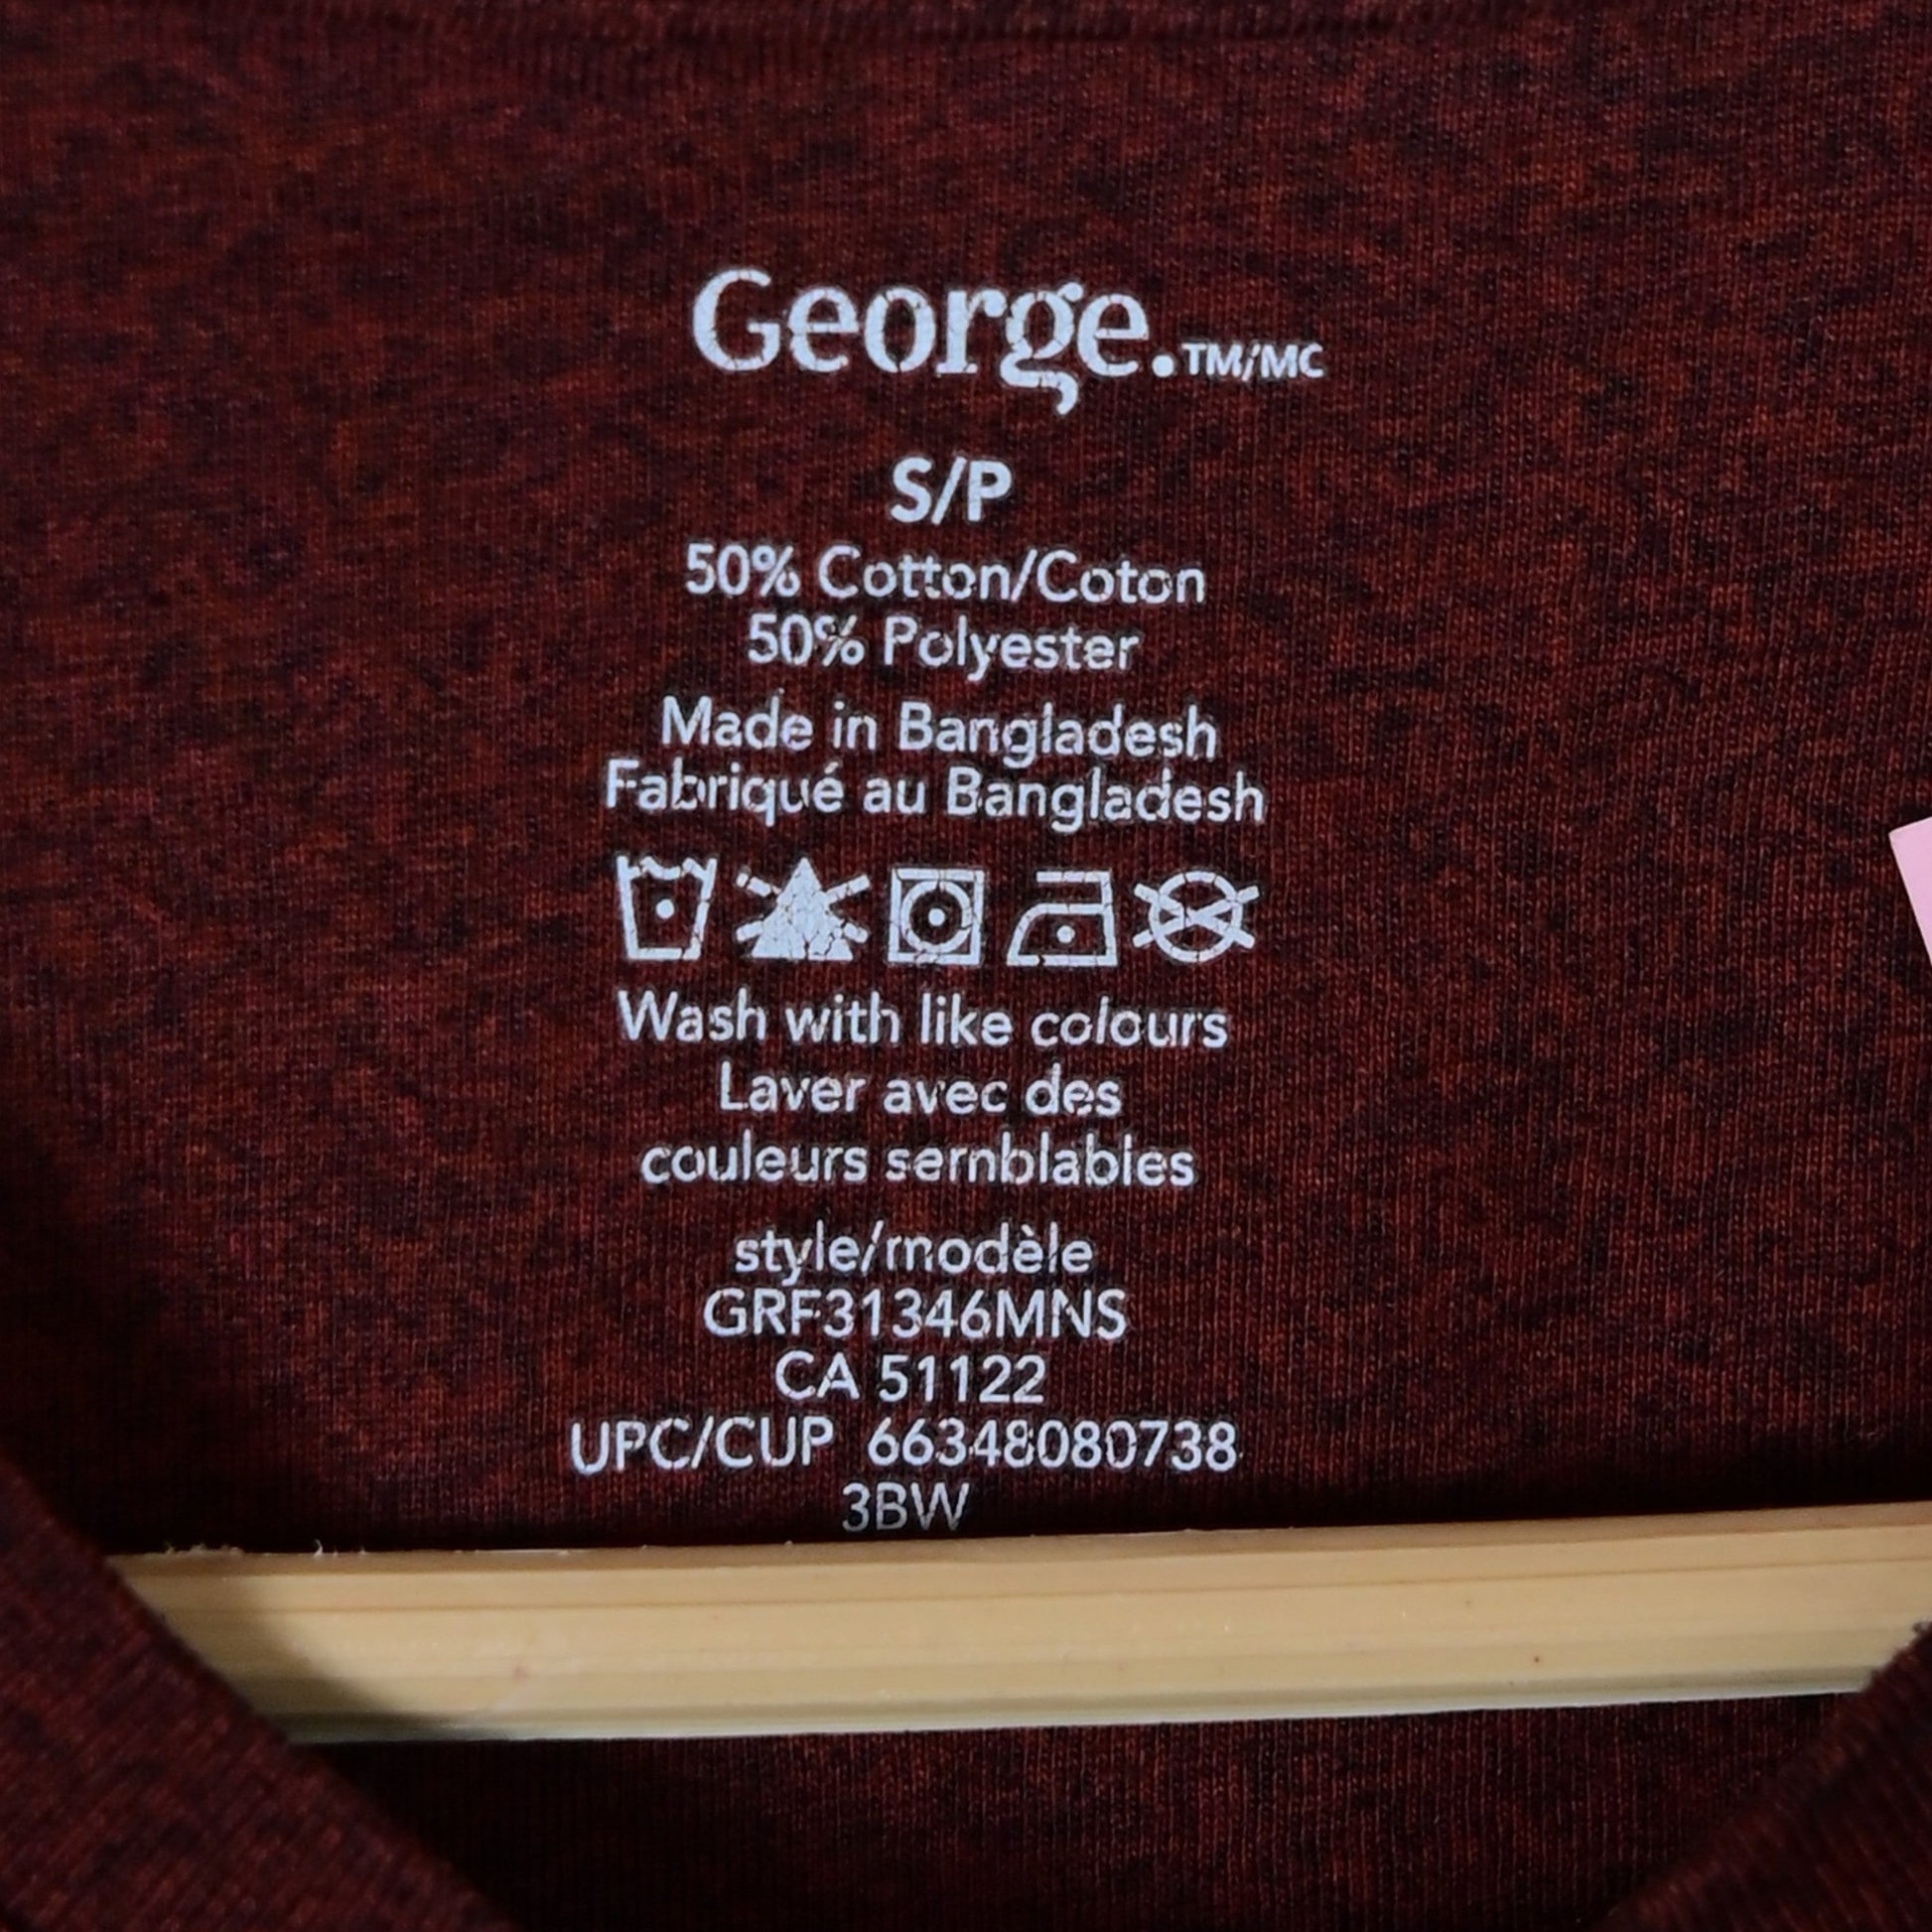 George.TM/MC
S/P
50% Cotton/Coton
50% Polyester
Made in Bangladesh
Fabriqué au Bangladesh
Wash with like colours
Laver avec des
couleurs semblables
style/modèle
GRF31346MNS
CA 51122
UPC/CUP 66348080738
3BW